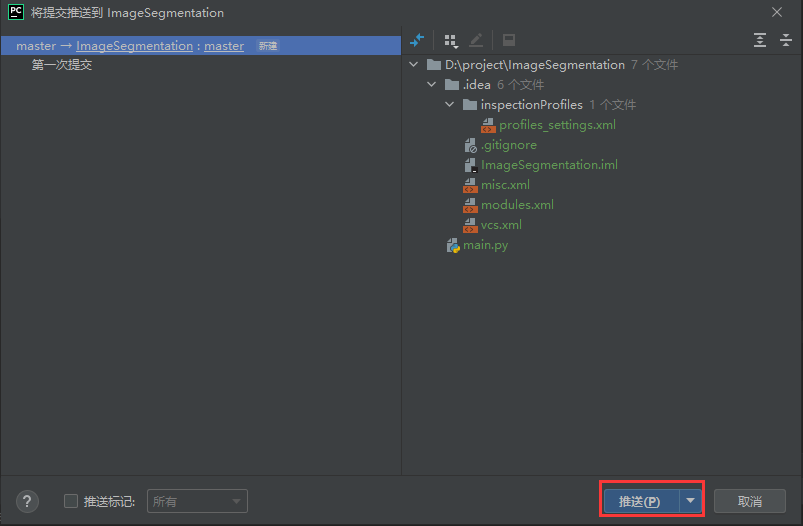 PC 将提交推送到 ImageSegmentation
master → ImageSegmentation : master 新建
第一次提交
D:\project\ImageSegmentation 7 个文件
.idea 6 个文件
inspectionProfiles 1 个文件
profiles_settings.xml
.gitignore
ImageSegmentation.iml
misc.xml
modules.xml
vcs.xml
main.py
? 推送标记: 所有 推送(P) 取消